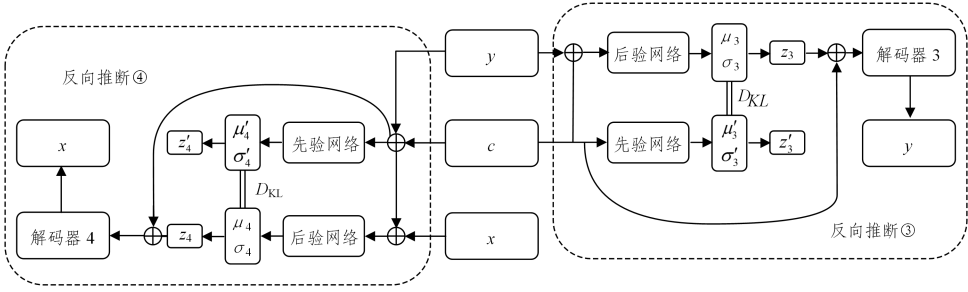 反向推断④
x
解码器 4
z′₄
μ′₄
σ′₄
先验网络
D_KL
z₄
μ₄
σ₄
后验网络
y
c
x
后验网络
μ₃
σ₃
z₃
解码器 3
D_KL
先验网络
μ′₃
σ′₃
z′₃
y
反向推断③